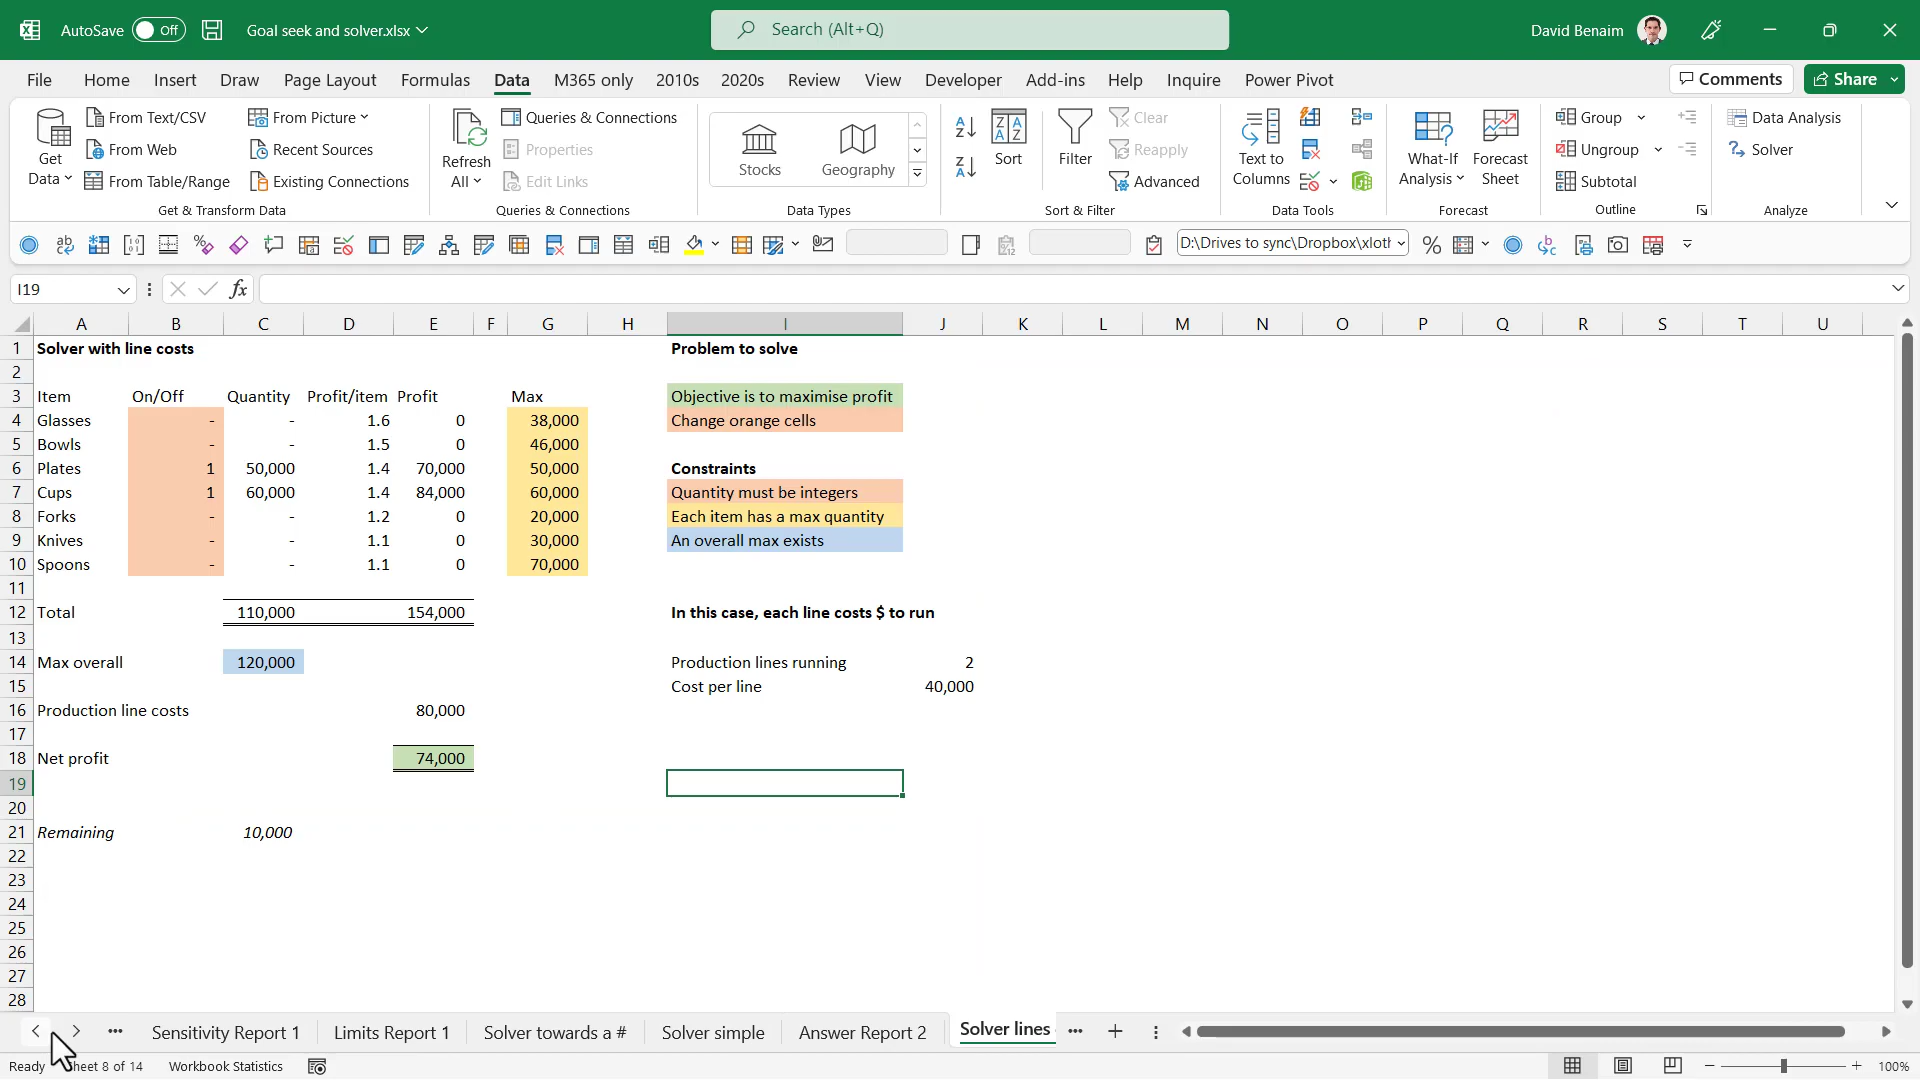 AutoSave Off Goal seek and solver.xlsx Search (Alt+Q) David Benaim
File Home Insert Draw Page Layout Formulas Data M365 only 2010s 2020s Review View Developer Add-ins Help Inquire Power Pivot Comments Share
Get Data From Text/CSV From Picture Refresh All Queries & Connections Stocks Geography Sort Filter Clear Text to Columns What-If Analysis Forecast Sheet Group Data Analysis
From Web Recent Sources Properties Reapply Ungroup Solver
From Table/Range Existing Connections Edit Links Advanced Subtotal
Get & Transform Data Queries & Connections Data Types Sort & Filter Data Tools Forecast Outline Analyze
D:\Drives to sync\Dropbox\xlotl
I19 fx
A B C D E F G H I J K L M N O P Q R S T U
1 Solver with line costs Problem to solve
2
3 Item On/Off Quantity Profit/item Profit Max Objective is to maximise profit
4 Glasses - - 1.6 0 38,000 Change orange cells
5 Bowls - - 1.5 0 46,000
6 Plates 1 50,000 1.4 70,000 50,000 Constraints
7 Cups 1 60,000 1.4 84,000 60,000 Quantity must be integers
8 Forks - - 1.2 0 20,000 Each item has a max quantity
9 Knives - - 1.1 0 30,000 An overall max exists
10 Spoons - - 1.1 0 70,000
11
12 Total 110,000 154,000 In this case, each line costs $ to run
13
14 Max overall 120,000 Production lines running 2
15 Cost per line 40,000
16 Production line costs 80,000
17
18 Net profit 74,000
19
20
21 Remaining 10,000
22
23
24
25
26
27
28
Sensitivity Report 1 Limits Report 1 Solver towards a # Solver simple Answer Report 2 Solver lines
Ready heet 8 of 14 Workbook Statistics 100%